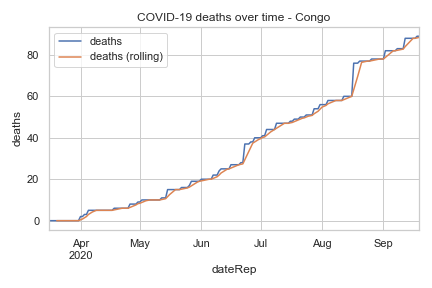 COVID-19 deaths over time - Congo
deaths
deaths (rolling)
80
60
40
20
0
deaths
Apr
2020
May
Jun
Jul
Aug
Sep
dateRep